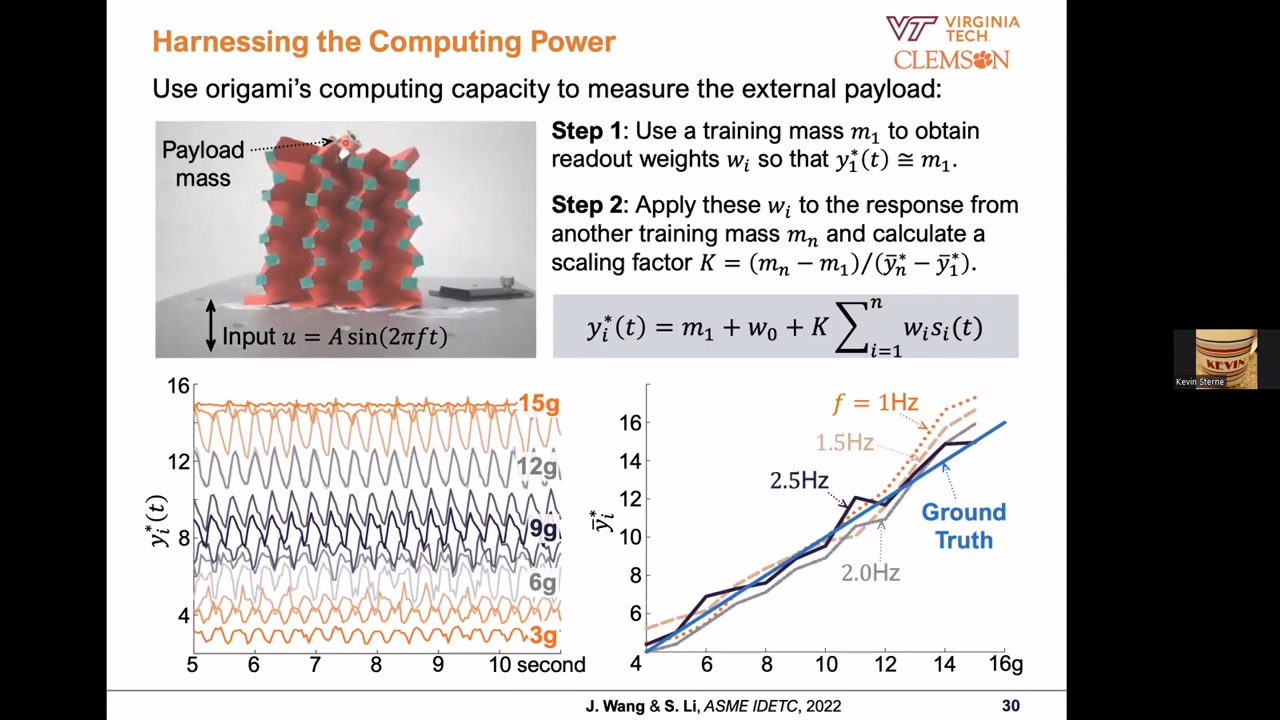 Harnessing the Computing Power
VT VIRGINIA
TECH
CLEMSON
Use origami's computing capacity to measure the external payload:
Payload
mass
Input u = A sin(2πft)
Step 1: Use a training mass m₁ to obtain
readout weights wᵢ so that y₁*(t) ≅ m₁.
Step 2: Apply these wᵢ to the response from
another training mass mₙ and calculate a
scaling factor K = (mₙ − m₁)/(ȳₙ* − ȳ₁*).
yᵢ*(t) = m₁ + w₀ + K ∑ⁿᵢ₌₁ wᵢsᵢ(t)
16
12
8
4
yᵢ*(t)
15g
12g
9g
6g
3g
5 6 7 8 9 10 second
16
14
12
10
8
6
4
ȳᵢ*
f = 1Hz
1.5Hz
2.5Hz
Ground
Truth
2.0Hz
6 8 10 12 14 16g
J. Wang & S. Li, ASME IDETC, 2022
30
KEVIN
Kevin Sterne